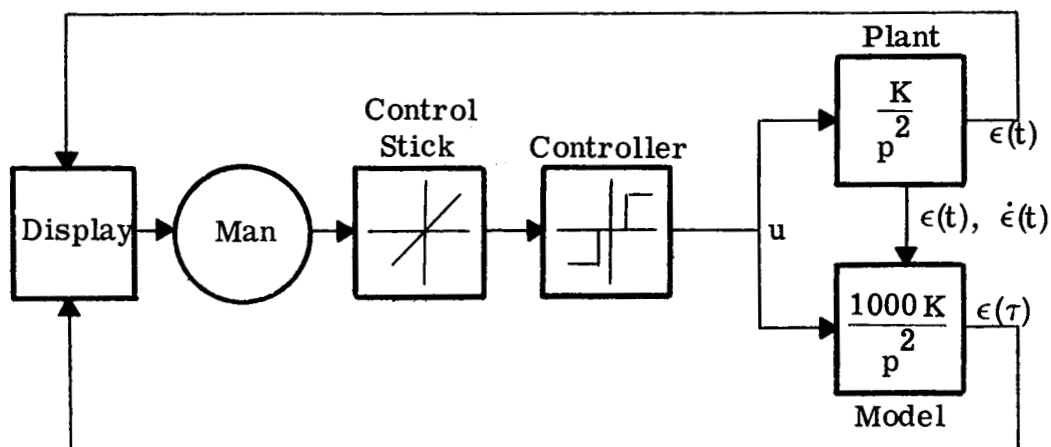 Plant
K
p²
ϵ(t)
Control
Stick
Controller
Display
Man
u
ϵ(t), ϵ̇(t)
1000 K
p²
ϵ(τ)
Model